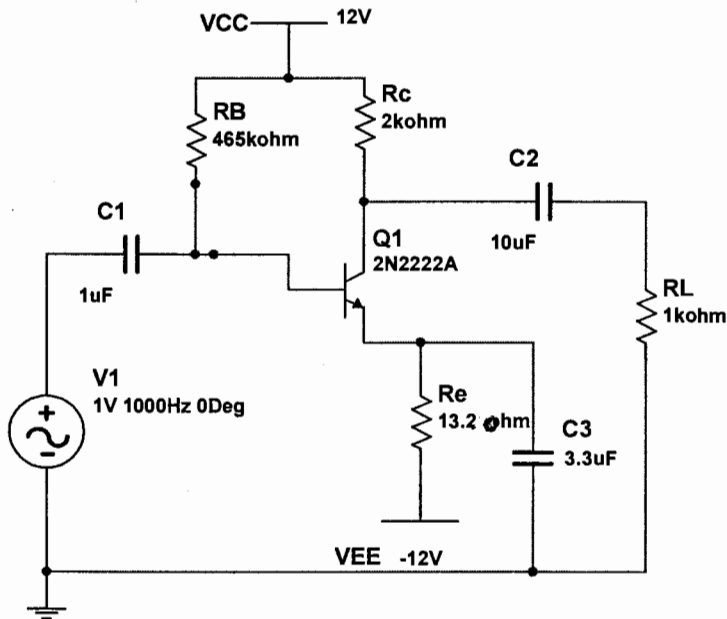 VCC 12V
RB
465kohm
Rc
2kohm
C1
1uF
C2
10uF
Q1
2N2222A
RL
1kohm
V1
1V 1000Hz 0Deg
+
-
Re
13.2 ohm
C3
3.3uF
VEE -12V